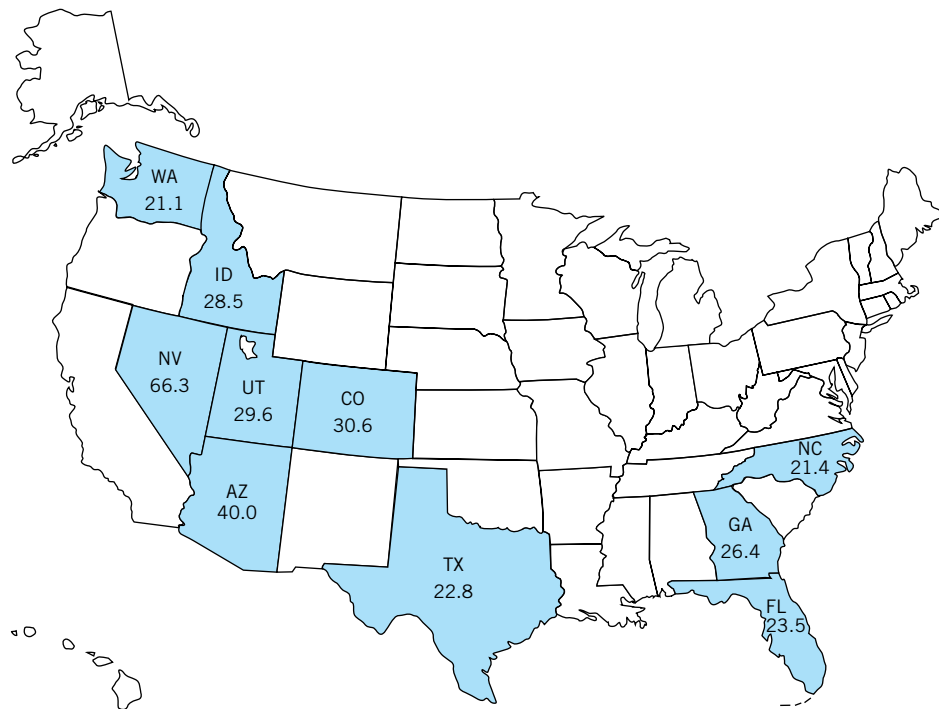 WA
21.1
ID
28.5
NV
66.3
UT
29.6
CO
30.6
AZ
40.0
TX
22.8
NC
21.4
GA
26.4
FL
23.5